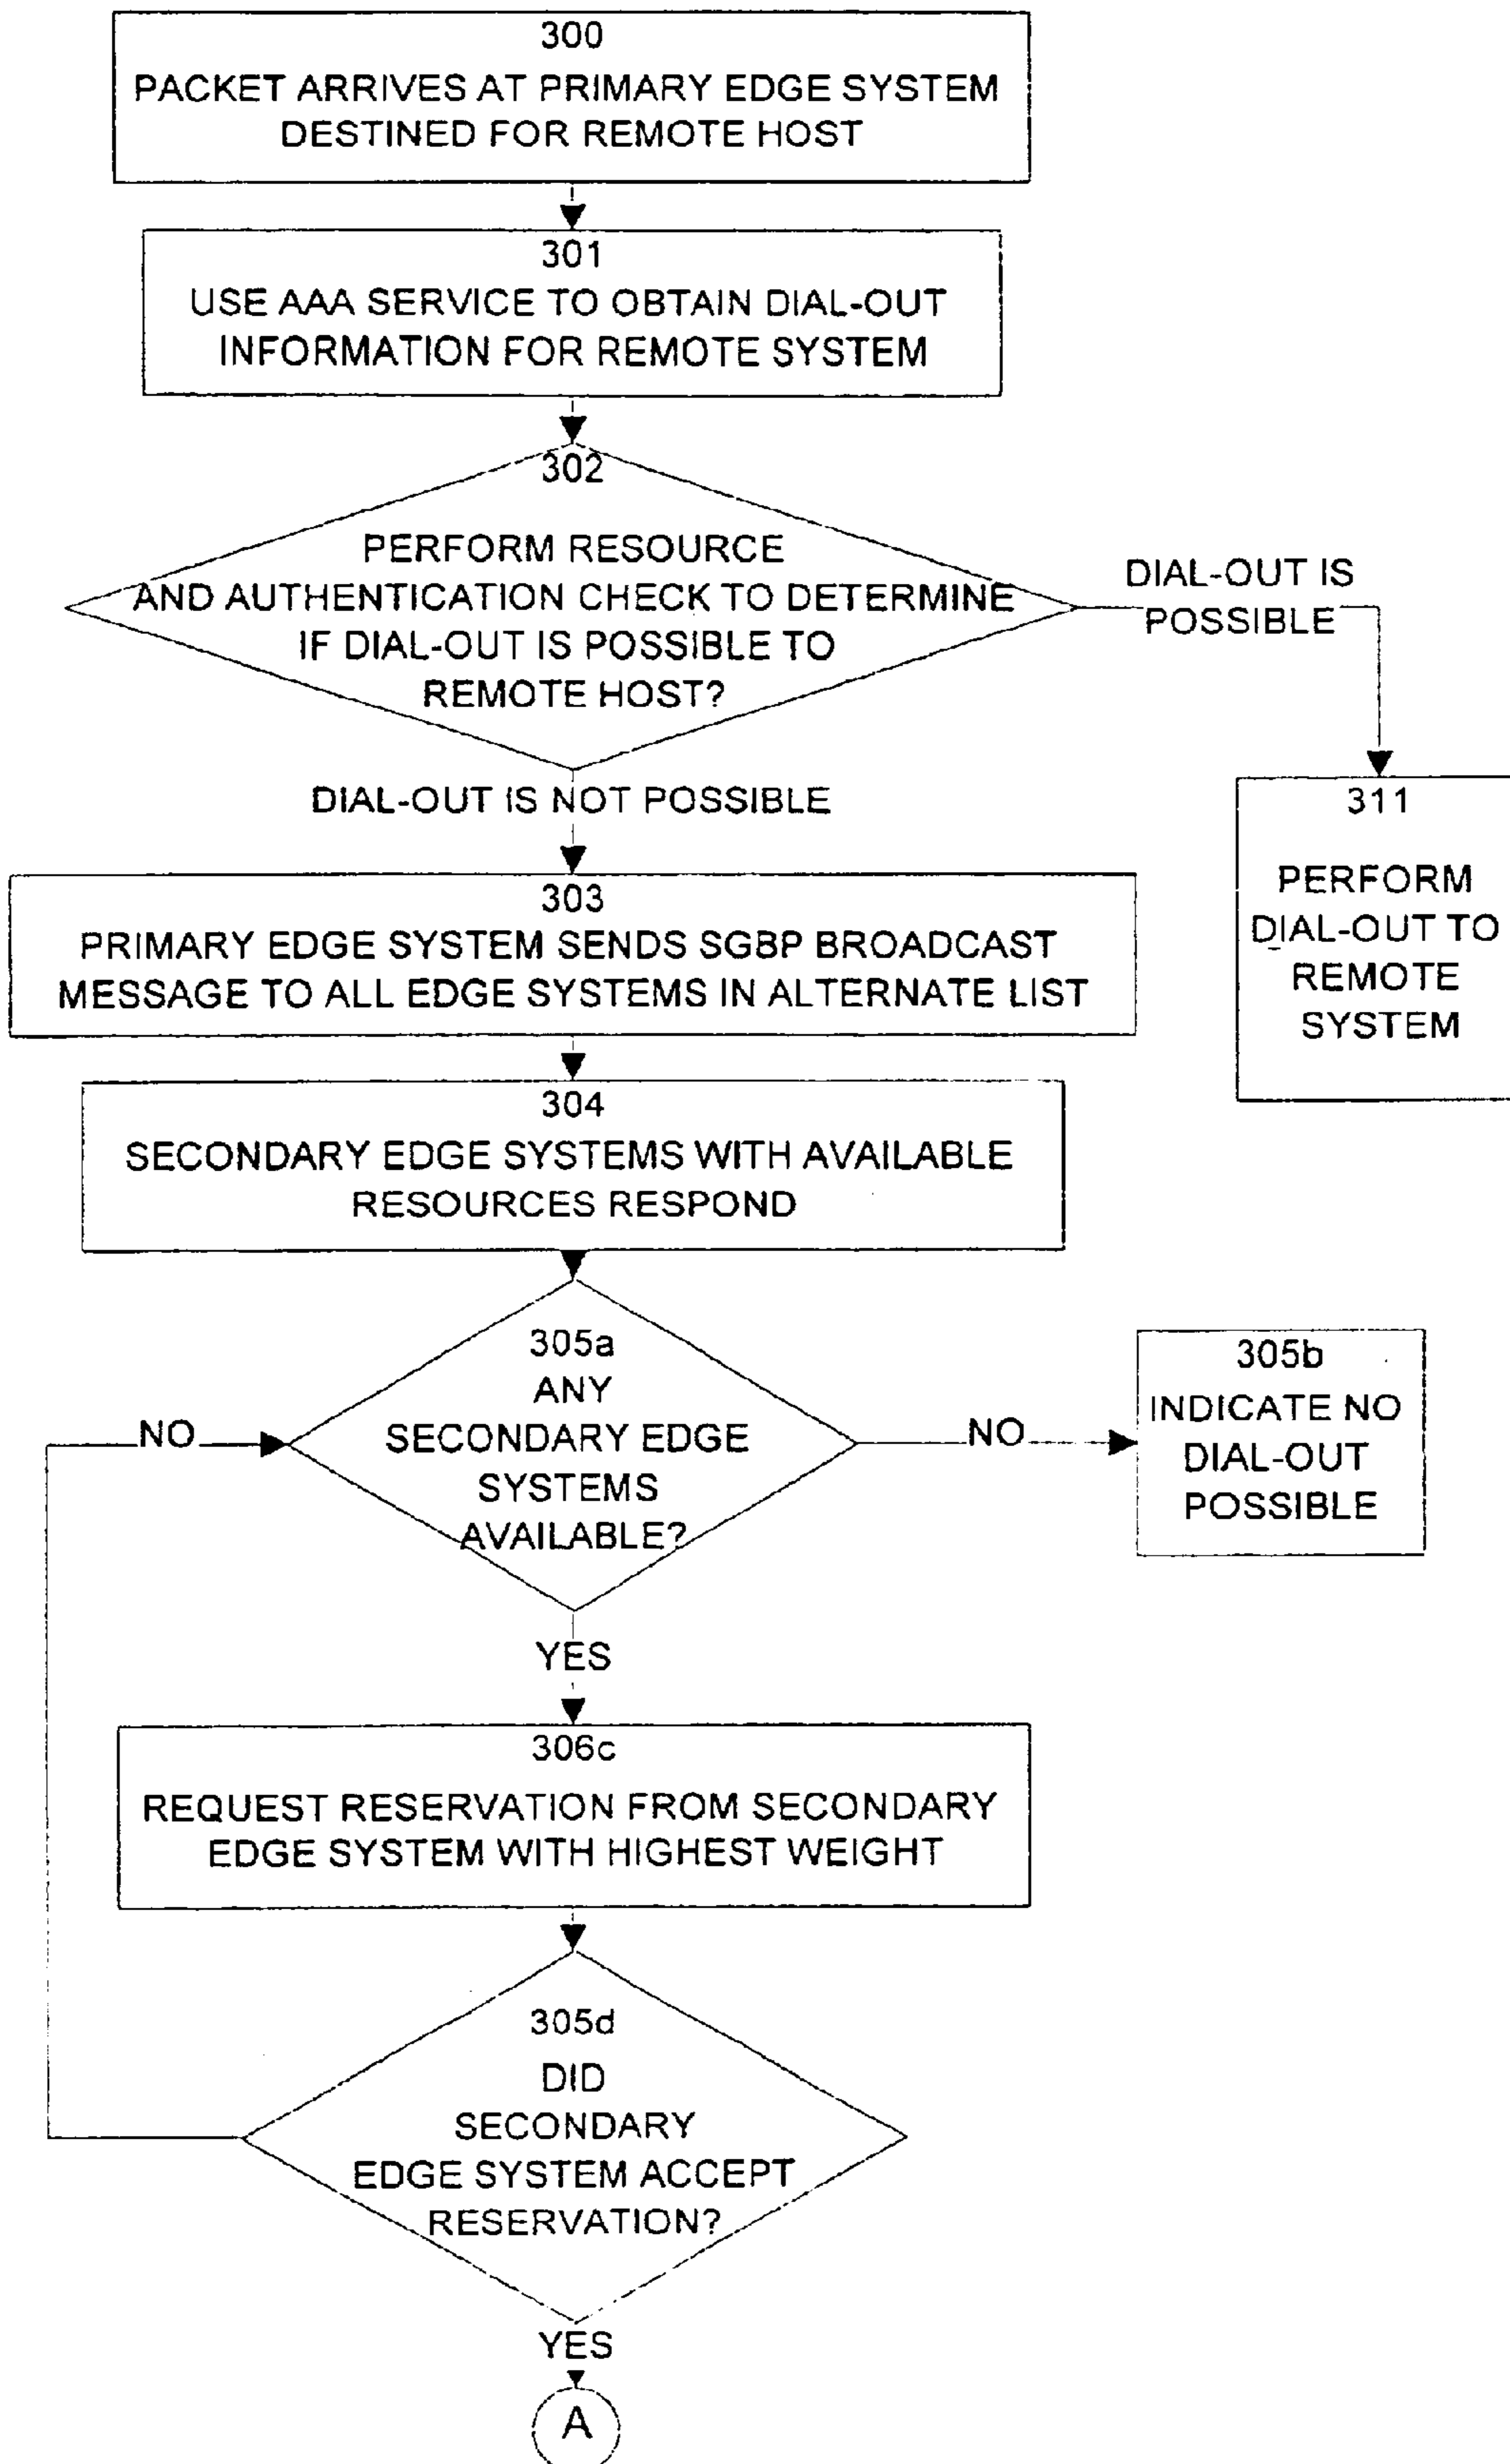 300
PACKET ARRIVES AT PRIMARY EDGE SYSTEM
DESTINED FOR REMOTE HOST
301
USE AAA SERVICE TO OBTAIN DIAL-OUT
INFORMATION FOR REMOTE SYSTEM
302
PERFORM RESOURCE
AND AUTHENTICATION CHECK TO DETERMINE
IF DIAL-OUT IS POSSIBLE TO
REMOTE HOST?
DIAL-OUT IS
POSSIBLE
DIAL-OUT IS NOT POSSIBLE
311
PERFORM
DIAL-OUT TO
REMOTE
SYSTEM
303
PRIMARY EDGE SYSTEM SENDS SGBP BROADCAST
MESSAGE TO ALL EDGE SYSTEMS IN ALTERNATE LIST
304
SECONDARY EDGE SYSTEMS WITH AVAILABLE
RESOURCES RESPOND
305a
ANY
SECONDARY EDGE
SYSTEMS
AVAILABLE?
NO
NO
305b
INDICATE NO
DIAL-OUT
POSSIBLE
YES
306c
REQUEST RESERVATION FROM SECONDARY
EDGE SYSTEM WITH HIGHEST WEIGHT
305d
DID
SECONDARY
EDGE SYSTEM ACCEPT
RESERVATION?
YES
A